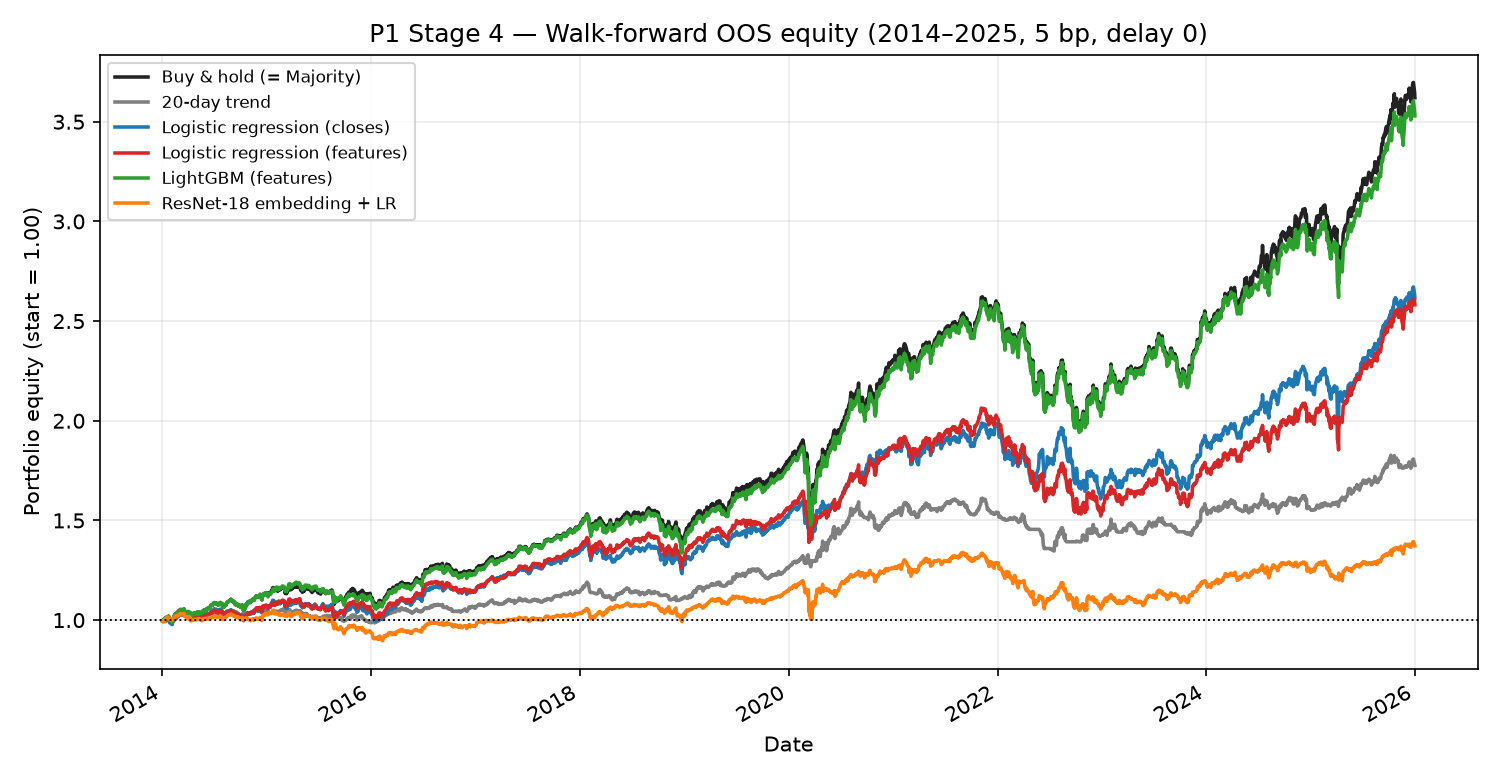 P1 Stage 4 — Walk-forward OOS equity (2014–2025, 5 bp, delay 0)
Buy & hold (= Majority)
20-day trend
Logistic regression (closes)
Logistic regression (features)
LightGBM (features)
ResNet-18 embedding + LR
Portfolio equity (start = 1.00)
3.5
3.0
2.5
2.0
1.5
1.0
2014
2016
2018
2020
2022
2024
2026
Date